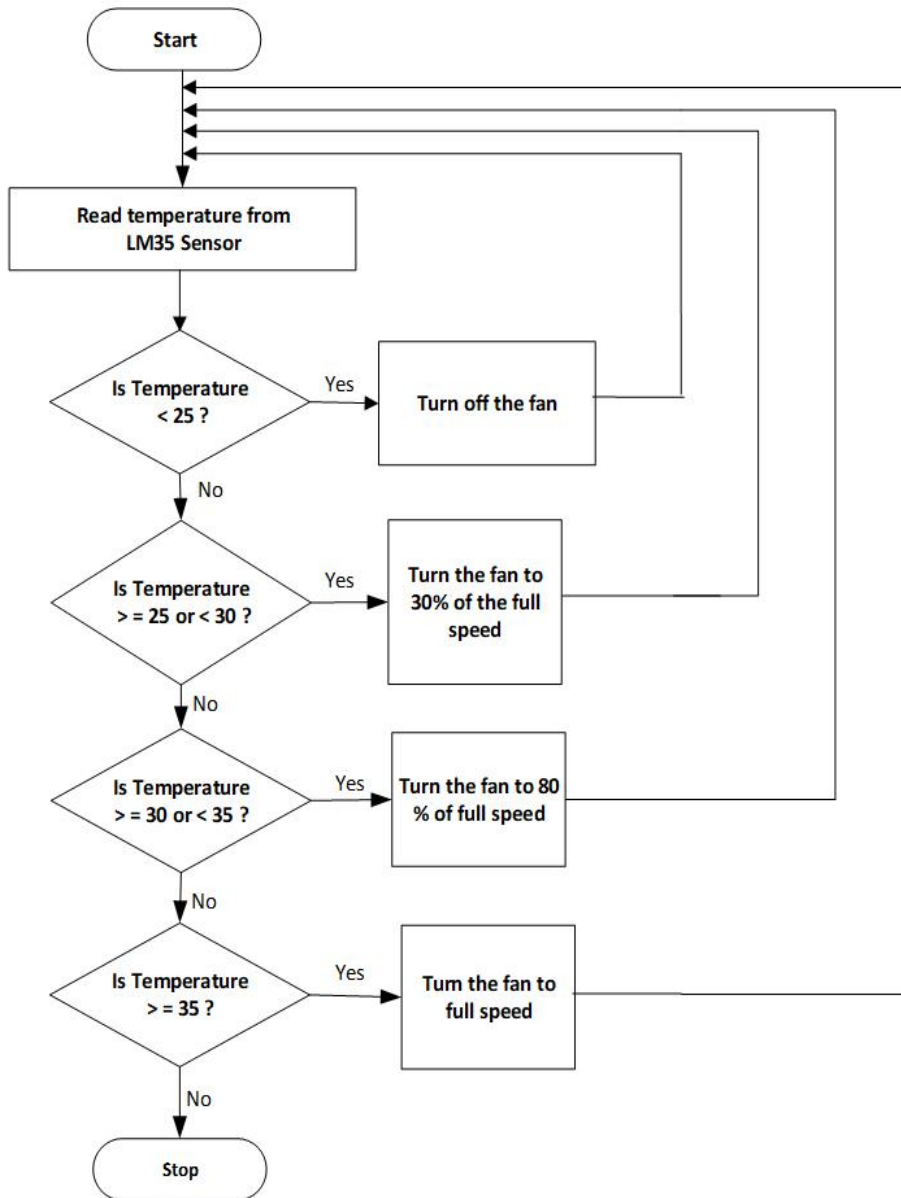 Start
Read temperature from
LM35 Sensor
Is Temperature
< 25 ?
Yes
Turn off the fan
No
Is Temperature
> = 25 or < 30 ?
Yes
Turn the fan to
30% of the full
speed
No
Is Temperature
> = 30 or < 35 ?
Yes
Turn the fan to 80
% of full speed
No
Is Temperature
> = 35 ?
Yes
Turn the fan to
full speed
No
Stop